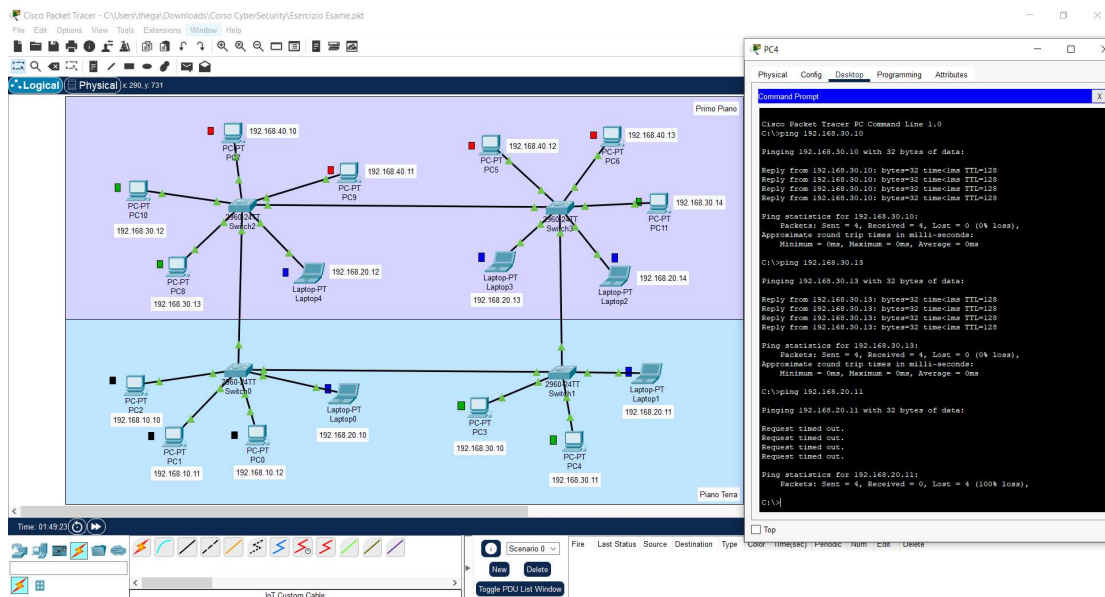 Cisco Packet Tracer - C:\Users\thega\Downloads\Corso CyberSecurity\Esercizio Esame.pkt
File Edit Options View Tools Extensions Window Help
Logical Physical x: 290, y: 731
Primo Piano
192.168.40.10
PC-PT
PC7
192.168.40.11
PC-PT
PC9
PC-PT
PC10
192.168.30.12
2960-24TT
Switch2
PC-PT
PC8
192.168.30.13
192.168.20.12
Laptop-PT
Laptop4
192.168.40.12
PC-PT
PC5
192.168.40.13
PC-PT
PC6
192.168.30.14
PC-PT
PC11
2960-24TT
Switch3
Laptop-PT
Laptop3
192.168.20.13
192.168.20.14
Laptop-PT
Laptop2
2960-24TT
Switch0
PC-PT
PC2
192.168.10.10
PC-PT
PC1
192.168.10.11
PC-PT
PC0
192.168.10.12
Laptop-PT
Laptop0
192.168.20.10
2960-24TT
Switch1
PC-PT
PC3
192.168.30.10
PC-PT
PC4
192.168.30.11
Laptop-PT
Laptop1
192.168.20.11
Piano Terra
Time: 01:49:23
IoT Custom Cable
Scenario 0
New Delete
Toggle PDU List Window
Fire Last Status Source Destination Type Color Time(sec) Periodic Num Edit Delete
PC4
Physical Config Desktop Programming Attributes
Command Prompt X
Cisco Packet Tracer PC Command Line 1.0
C:\>ping 192.168.30.10
Pinging 192.168.30.10 with 32 bytes of data:
Reply from 192.168.30.10: bytes=32 time<1ms TTL=128
Reply from 192.168.30.10: bytes=32 time<1ms TTL=128
Reply from 192.168.30.10: bytes=32 time<1ms TTL=128
Reply from 192.168.30.10: bytes=32 time<1ms TTL=128
Ping statistics for 192.168.30.10:
Packets: Sent = 4, Received = 4, Lost = 0 (0% loss),
Approximate round trip times in milli-seconds:
Minimum = 0ms, Maximum = 0ms, Average = 0ms
C:\>ping 192.168.30.13
Pinging 192.168.30.13 with 32 bytes of data:
Reply from 192.168.30.13: bytes=32 time<1ms TTL=128
Reply from 192.168.30.13: bytes=32 time<1ms TTL=128
Reply from 192.168.30.13: bytes=32 time<1ms TTL=128
Reply from 192.168.30.13: bytes=32 time<1ms TTL=128
Ping statistics for 192.168.30.13:
Packets: Sent = 4, Received = 4, Lost = 0 (0% loss),
Approximate round trip times in milli-seconds:
Minimum = 0ms, Maximum = 0ms, Average = 0ms
C:\>ping 192.168.20.11
Pinging 192.168.20.11 with 32 bytes of data:
Request timed out.
Request timed out.
Request timed out.
Request timed out.
Ping statistics for 192.168.20.11:
Packets: Sent = 4, Received = 0, Lost = 4 (100% loss),
C:\>
Top